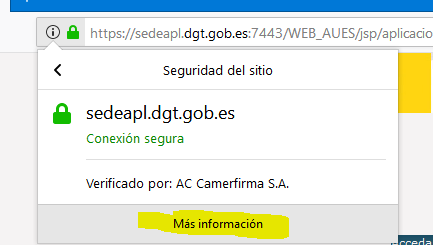 https://sedeapl.dgt.gob.es:7443/WEB_AUES/jsp/aplicacio
Seguridad del sitio
sedeapl.dgt.gob.es
Conexión segura
Verificado por: AC Camerfirma S.A.
Más información
cceda